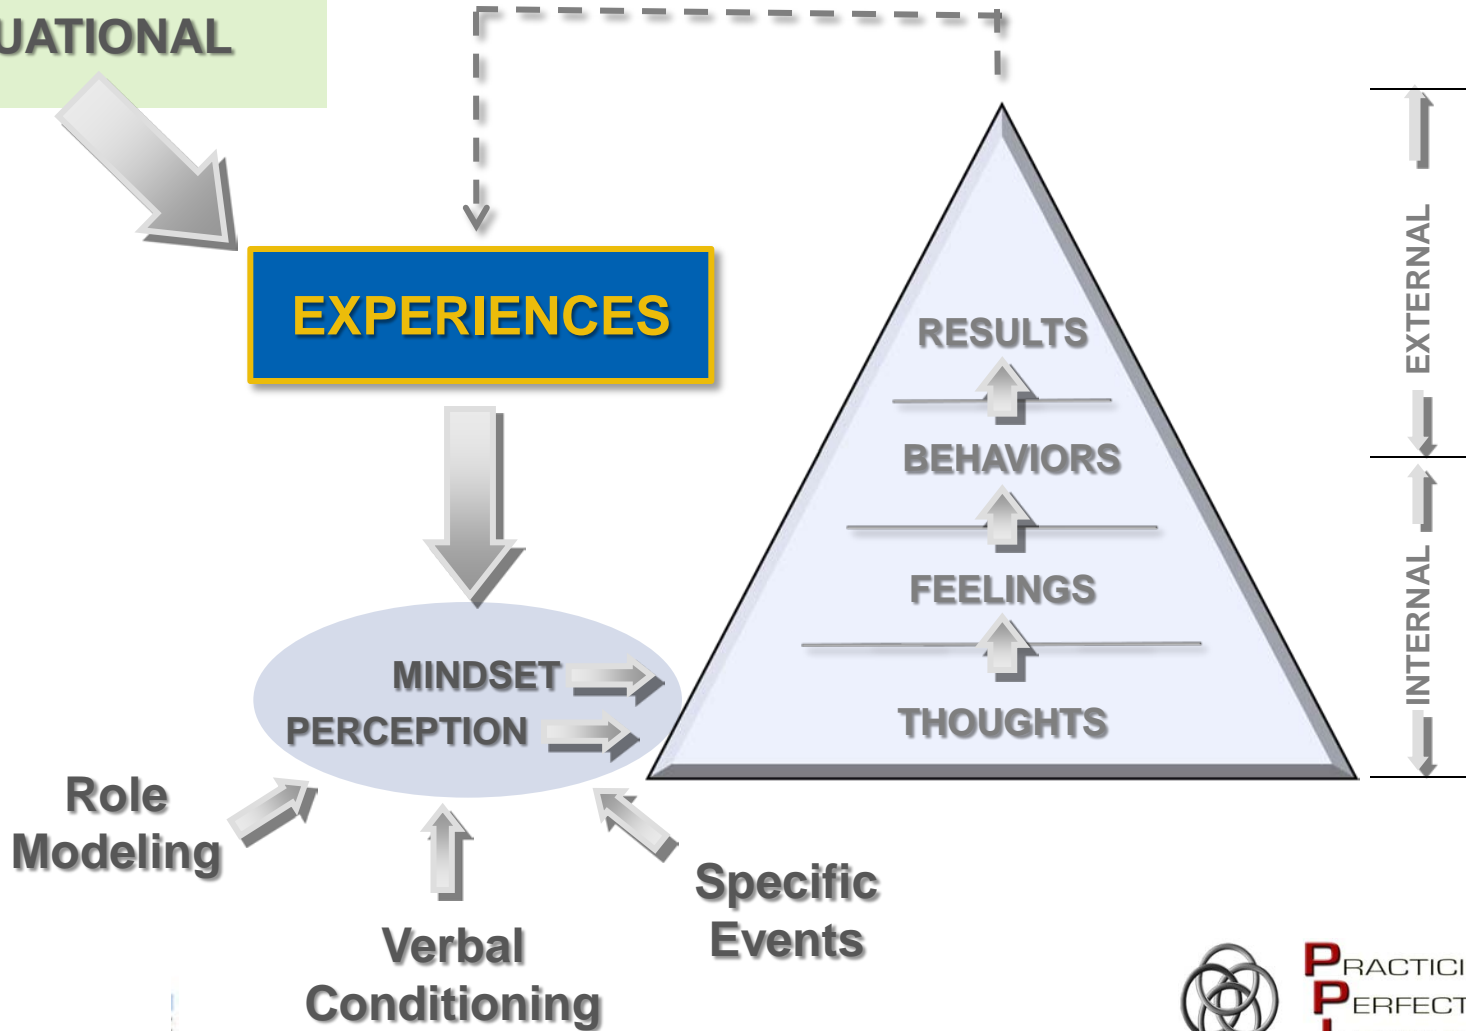 UATIONAL
EXPERIENCES
RESULTS
BEHAVIORS
FEELINGS
THOUGHTS
EXTERNAL
INTERNAL
MINDSET
PERCEPTION
Role
Modeling
Verbal
Conditioning
Specific
Events
PRACTICI
PERFECT